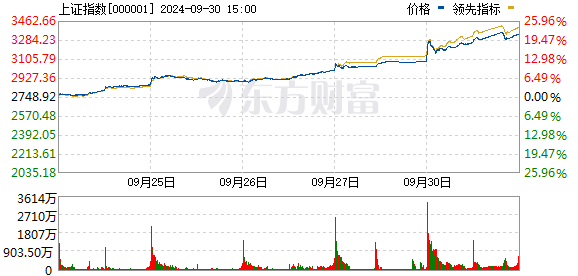 上证指数[000001] 2024-09-30 15:00 价格 领先指标
3462.66 25.96%
3284.23 19.47%
3105.79 12.98%
2927.36 6.49%
2748.92 0.00%
2570.48 6.49%
2392.05 12.98%
2213.61 19.47%
2035.18 25.96%
东方财富
09月25日 09月26日 09月27日 09月30日
3614万
2710万
1807万
903.50万
0